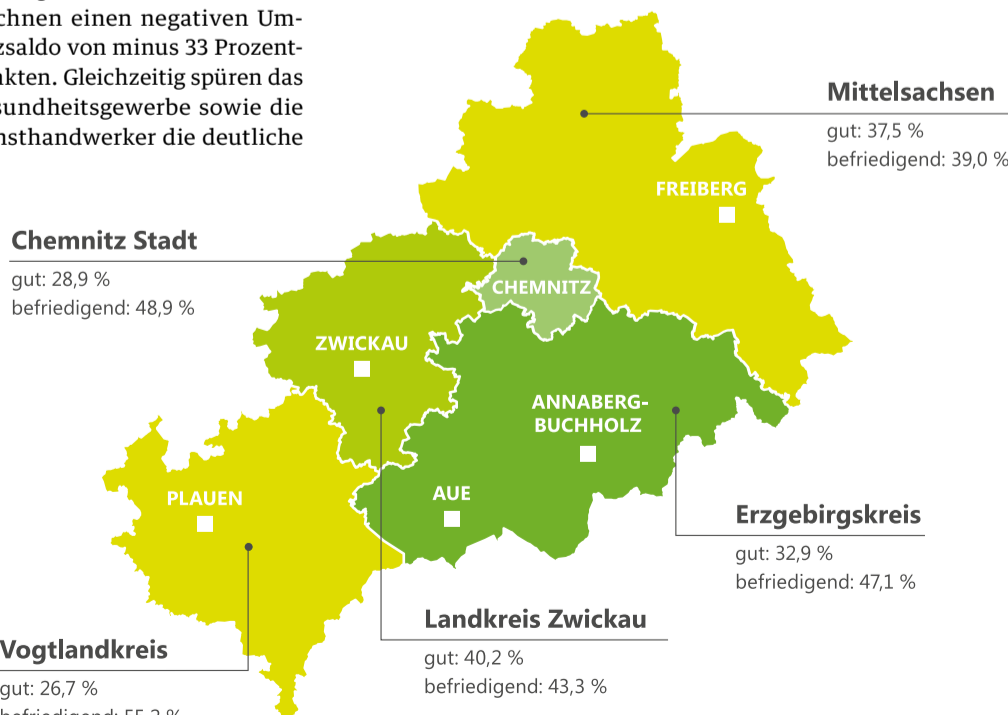 chnen einen negativen Um-
zsaldo von minus 33 Prozent-
kten. Gleichzeitig spüren das
sundheitsgewerbe sowie die
nsthandwerker die deutliche
Mittelsachsen
gut: 37,5 %
befriedigend: 39,0 %
FREIBERG
Chemnitz Stadt
gut: 28,9 %
befriedigend: 48,9 %
CHEMNITZ
ZWICKAU
ANNABERG-
BUCHHOLZ
AUE
PLAUEN
Erzgebirgskreis
gut: 32,9 %
befriedigend: 47,1 %
Landkreis Zwickau
gut: 40,2 %
befriedigend: 43,3 %
Vogtlandkreis
gut: 26,7 %
befriedigend: